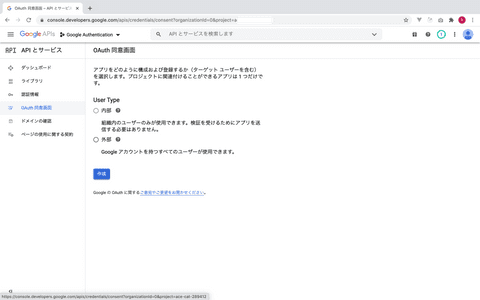 OAuth 同意画面 – API とサービ
console.developers.google.com/apis/credentials/consent?organizationId=0&project=a
Google APIs
Google Authentication
API とサービスを検索します
1
API API とサービス
OAuth 同意画面
ダッシュボード
ライブラリ
認証情報
OAuth 同意画面
ドメインの確認
ページの使用に関する契約
アプリをどのように構成および登録するか（ターゲット ユーザーを含む）
を選択します。プロジェクトに関連付けることができるアプリは 1 つだけで
す。
User Type
内部
組織内のユーザーのみが使用できます。検証を受けるためにアプリを送
信する必要はありません。
外部
Google アカウントを持つすべてのユーザーが使用できます。
作成
Google の OAuth に関するご意見やご要望をお聞かせください。
https://console.developers.google.com/apis/credentials/consent?organizationId=0&project=ace-cat-289412